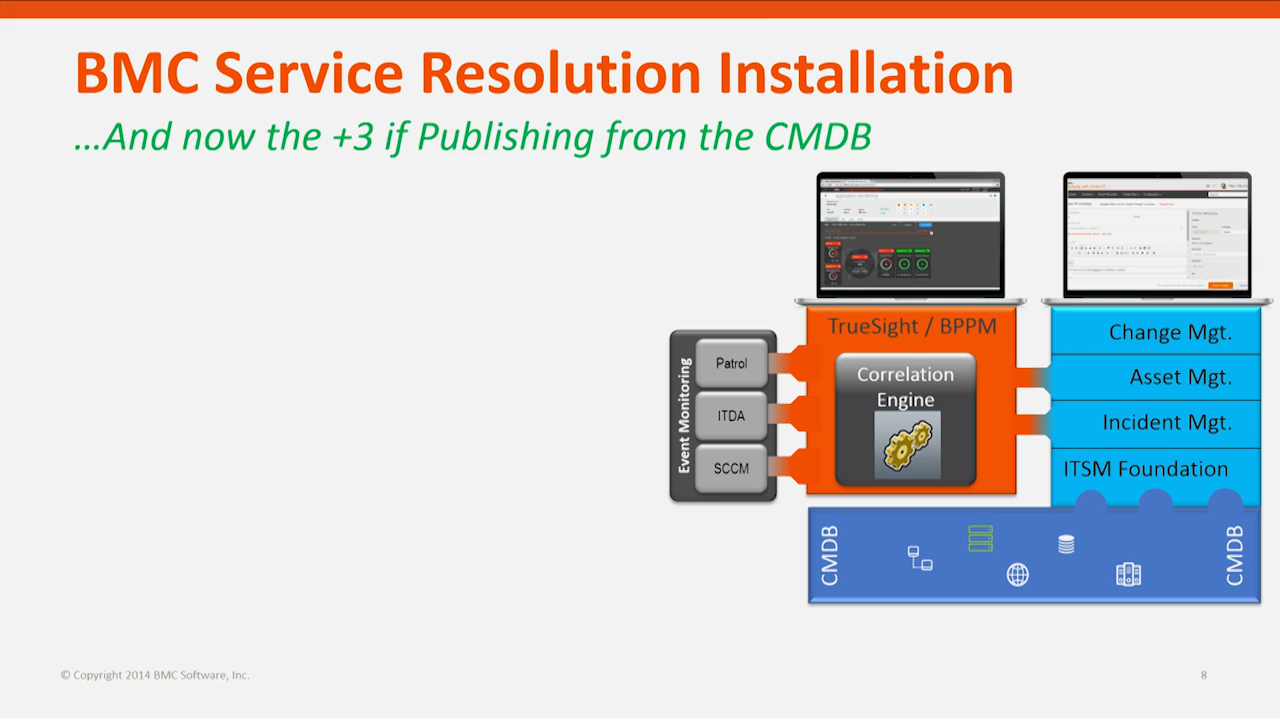 BMC Service Resolution Installation
...And now the +3 if Publishing from the CMDB
TrueSight / BPPM
Correlation
Engine
Event Monitoring
Patrol
ITDA
SCCM
Change Mgt.
Asset Mgt.
Incident Mgt.
ITSM Foundation
CMDB
CMDB
© Copyright 2014 BMC Software, Inc.
8